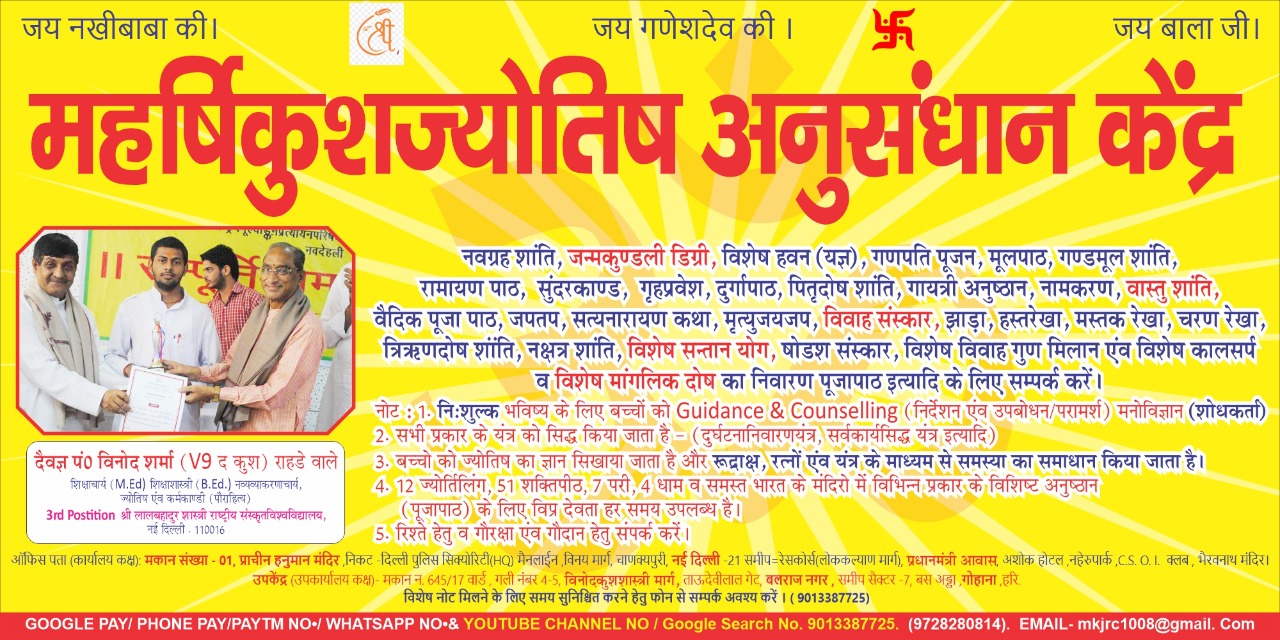 जय नखीबाबा की।
श्री
जय गणेशदेव की ।
जय बाला जी।
महर्षिकुशज्योतिष अनुसंधान केंद्र
नवदेहली
नवग्रह शांति, जन्मकुण्डली डिग्री, विशेष हवन (यज्ञ), गणपति पूजन, मूलपाठ, गण्डमूल शांति,
रामायण पाठ, सुंदरकाण्ड, गृहप्रवेश, दुर्गापाठ, पितृदोष शांति, गायत्री अनुष्ठान, नामकरण, वास्तु शांति,
वैदिक पूजा पाठ, जपतप, सत्यनारायण कथा, मृत्युजयजप, विवाह संस्कार, झाड़ा, हस्तरेखा, मस्तक रेखा, चरण रेखा,
त्रिऋणदोष शांति, नक्षत्र शांति, विशेष सन्तान योग, षोडश संस्कार, विशेष विवाह गुण मिलान एंव विशेष कालसर्प
व विशेष मांगलिक दोष का निवारण पूजापाठ इत्यादि के लिए सम्पर्क करें।
नोट : 1. निःशुल्क भविष्य के लिए बच्चों को Guidance & Counselling (निर्देशन एंव उपबोधन/परामर्श) मनोविज्ञान (शोधकर्ता)
2. सभी प्रकार के यंत्र को सिद्ध किया जाता है – (दुर्घटनानिवारणयंत्र, सर्वकार्यसिद्ध यंत्र इत्यादि)
3. बच्चो को ज्योतिष का ज्ञान सिखाया जाता है और रूद्राक्ष, रत्नों एंव यंत्र के माध्यम से समस्या का समाधान किया जाता है।
4. 12 ज्योर्तिलिंग, 51 शक्तिपीठ, 7 परी, 4 धाम व समस्त भारत के मंदिरो में विभिन्न प्रकार के विशिष्ट अनुष्ठान
(पूजापाठ) के लिए विप्र देवता हर समय उपलब्ध है।
5. रिश्ते हेतु व गौरक्षा एंव गौदान हेतु संपर्क करें।
दैवज्ञ पं0 विनोद शर्मा (V9 द कुश) राहडे वाले
शिक्षाचार्य (M.Ed) शिक्षाशास्त्री (B.Ed.) नव्यव्याकरणाचार्य,
ज्योतिष एंव कर्मकाण्डी (पौराहित्य)
3rd Postition श्री लालबहादुर शास्त्री राष्ट्रीय संस्कृतविश्वविद्यालय,
नई दिल्ली - 110016
ऑफिस पता (कार्यालय कक्ष): मकान संख्या - 01, प्राचीन हनुमान मंदिर ,निकट -दिल्ली पुलिस सिक्योरिटी(HQ) मैनलाईन ,विनय मार्ग, चाणक्यपुरी, नई दिल्ली -21 समीप=रेसकोर्स(लोककल्याण मार्ग), प्रधानमंत्री आवास, अशोक होटल ,नहेरुपार्क ,C.S. O. I. क्लब , भैरवनाथ मंदिर।
उपकेंद्र (उपकार्यालय कक्ष)- मकान न. 645/17 वार्ड , गली नंबर 4-5, विनोदकुशशास्त्री मार्ग , ताऊदेवीलाल गेट, वलराज नगर , समीप सैक्टर -7, बस अड्डा ,गोहाना ,हरि.
विशेष नोट मिलने के लिए समय सुनिश्चित करने हेतु फोन से सम्पर्क अवश्य करें । ( 9013387725)
GOOGLE PAY/ PHONE PAY/PAYTM NO•/ WHATSAPP NO•& YOUTUBE CHANNEL NO / Google Search No. 9013387725. (9728280814). EMAIL- mkjrc1008@gmail. Com